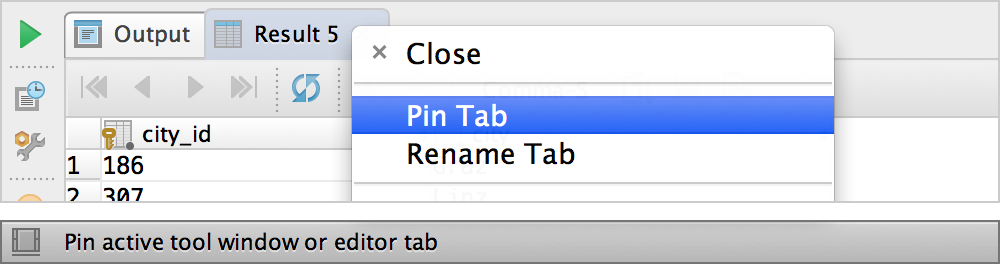 Output
Result 5
Close
Pin Tab
Rename Tab
city_id
1 186
2 307
Linz
Pin active tool window or editor tab